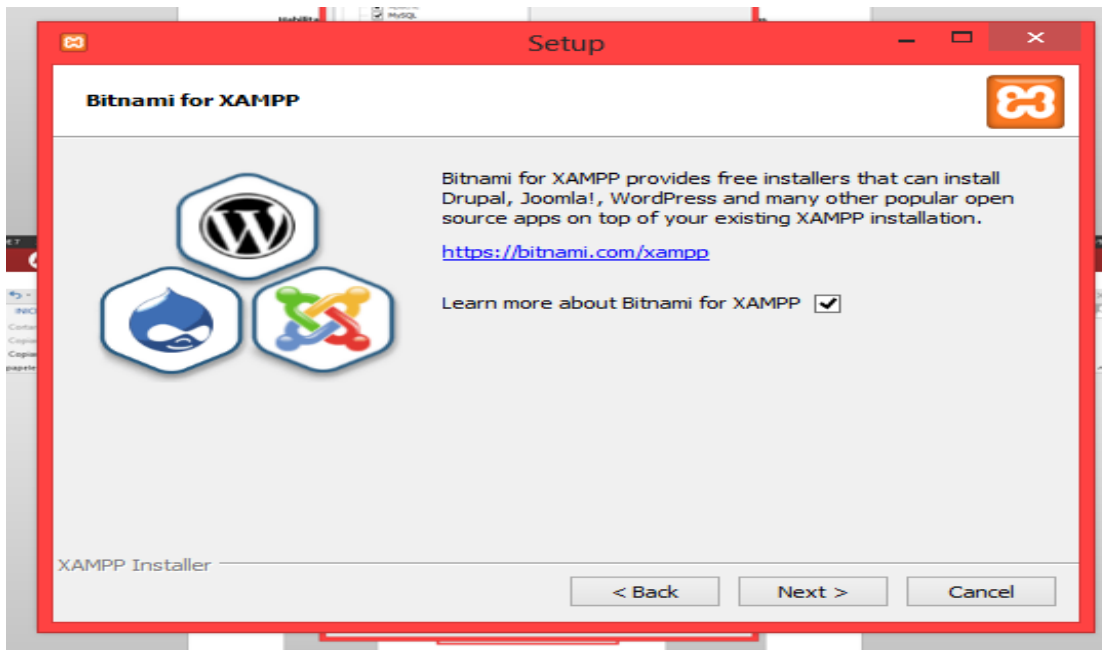 MySQL
Setup
Bitnami for XAMPP
Bitnami for XAMPP provides free installers that can install
Drupal, Joomla!, WordPress and many other popular open
source apps on top of your existing XAMPP installation.
https://bitnami.com/xampp
Learn more about Bitnami for XAMPP
XAMPP Installer
< Back
Next >
Cancel